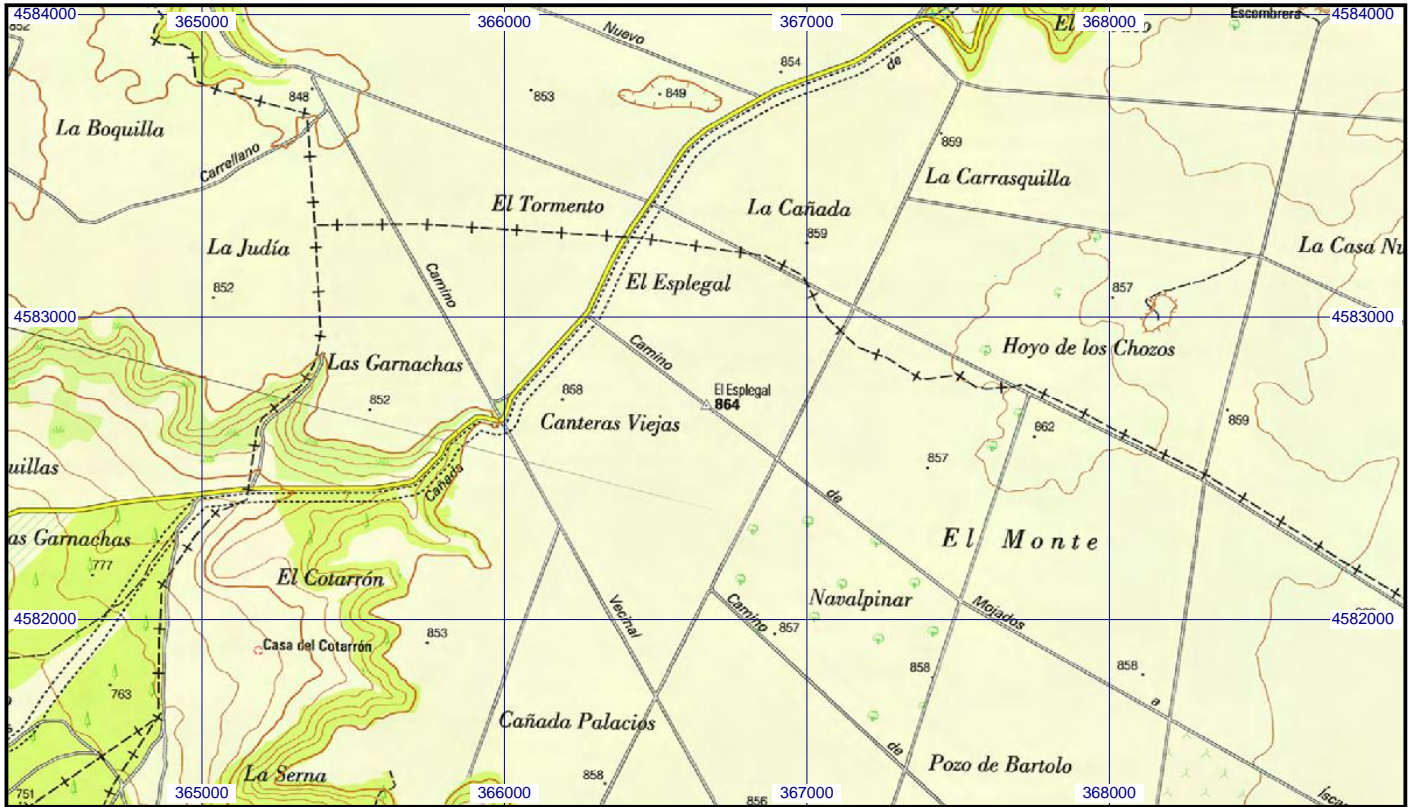 4584000
365000
366000
367000
368000
4584000
Escombrera
El
Nuevo
854
de
852
853
849
848
La Boquilla
859
Carrellano
La Carrasquilla
El Tormento
La Cañada
859
La Judía
La Casa Nu
Camino
El Esplegal
852
857
4583000
4583000
Camino
Hoyo de los Chozos
Las Garnachas
858
El Esplegal
864
852
Canteras Viejas
862
859
uillas
857
Cañada
de
as Garnachas
El Monte
777
El Cotarrón
Navalpinar
Camino
Mojados
4582000
4582000
Vecinal
857
853
Casa del Cotarrón
858
858
763
a
Cañada Palacios
de
Pozo de Bartolo
La Serna
858
751
365000
366000
367000
368000
856
Ísca